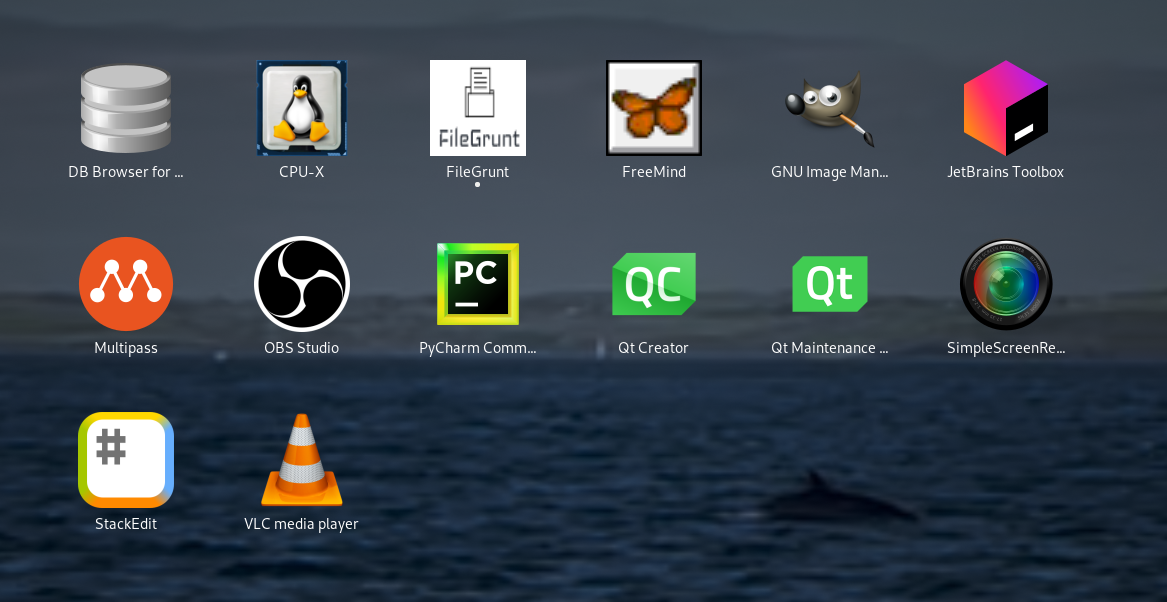 FileGrunt
DB Browser for ...
CPU-X
FileGrunt
FreeMind
GNU Image Man...
JetBrains Toolbox
PC
QC
Qt
Multipass
OBS Studio
PyCharm Comm...
Qt Creator
Qt Maintenance ...
SimpleScreenRe...
#
StackEdit
VLC media player